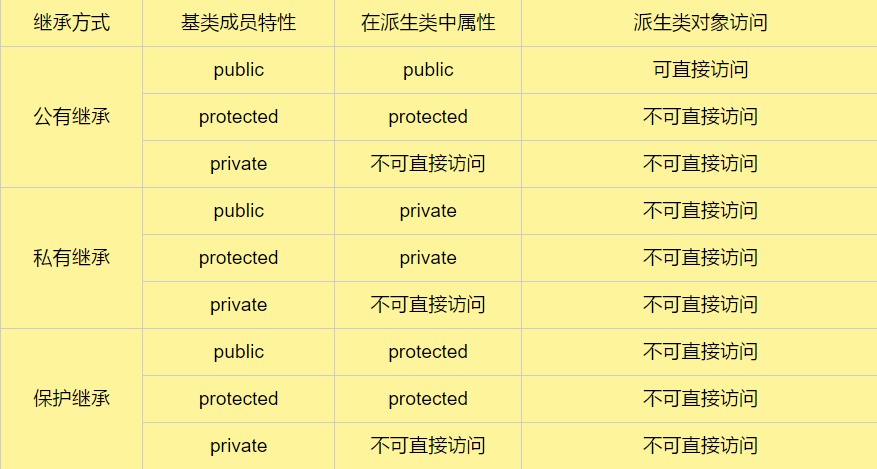 继承方式 基类成员特性 在派生类中属性 派生类对象访问
public public 可直接访问
公有继承 protected protected 不可直接访问
private 不可直接访问 不可直接访问
public private 不可直接访问
私有继承 protected private 不可直接访问
private 不可直接访问 不可直接访问
public protected 不可直接访问
保护继承 protected protected 不可直接访问
private 不可直接访问 不可直接访问